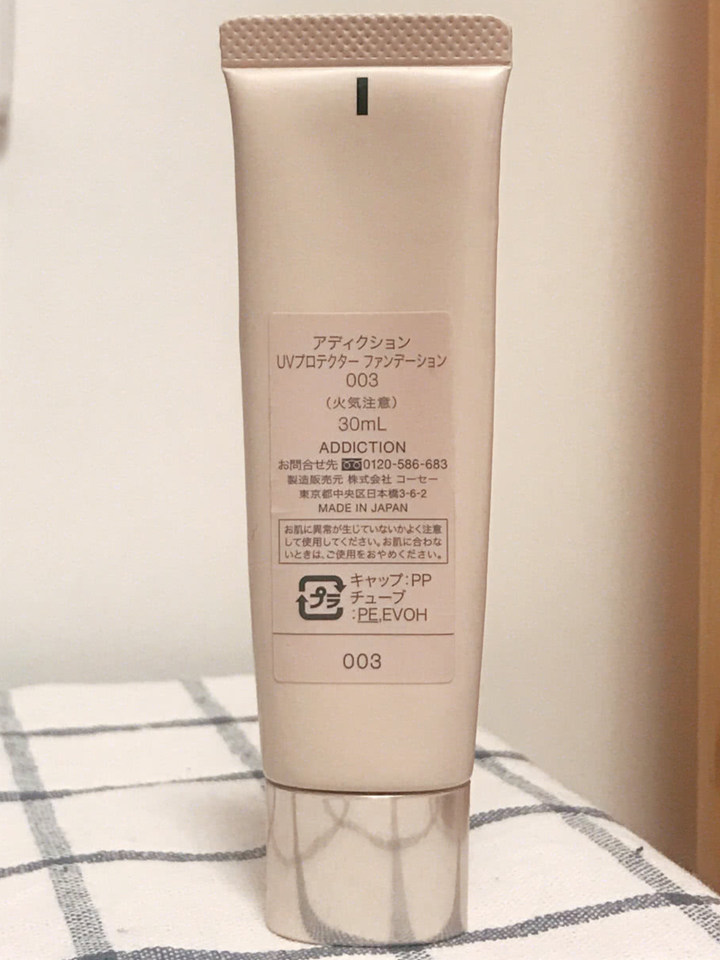 アディクション
UVプロテクター ファンデーション
003
(火気注意)
30mL
ADDICTION
お問合せ先 0120-586-683
製造販売元 株式会社 コーセー
東京都中央区日本橋3-6-2
MADE IN JAPAN
お肌に異常が生じていないかよく注意
して使用してください。お肌に合わな
いときは、ご使用をおやめください。
プラ
キャップ:PP
チューブ
:PE,EVOH
003